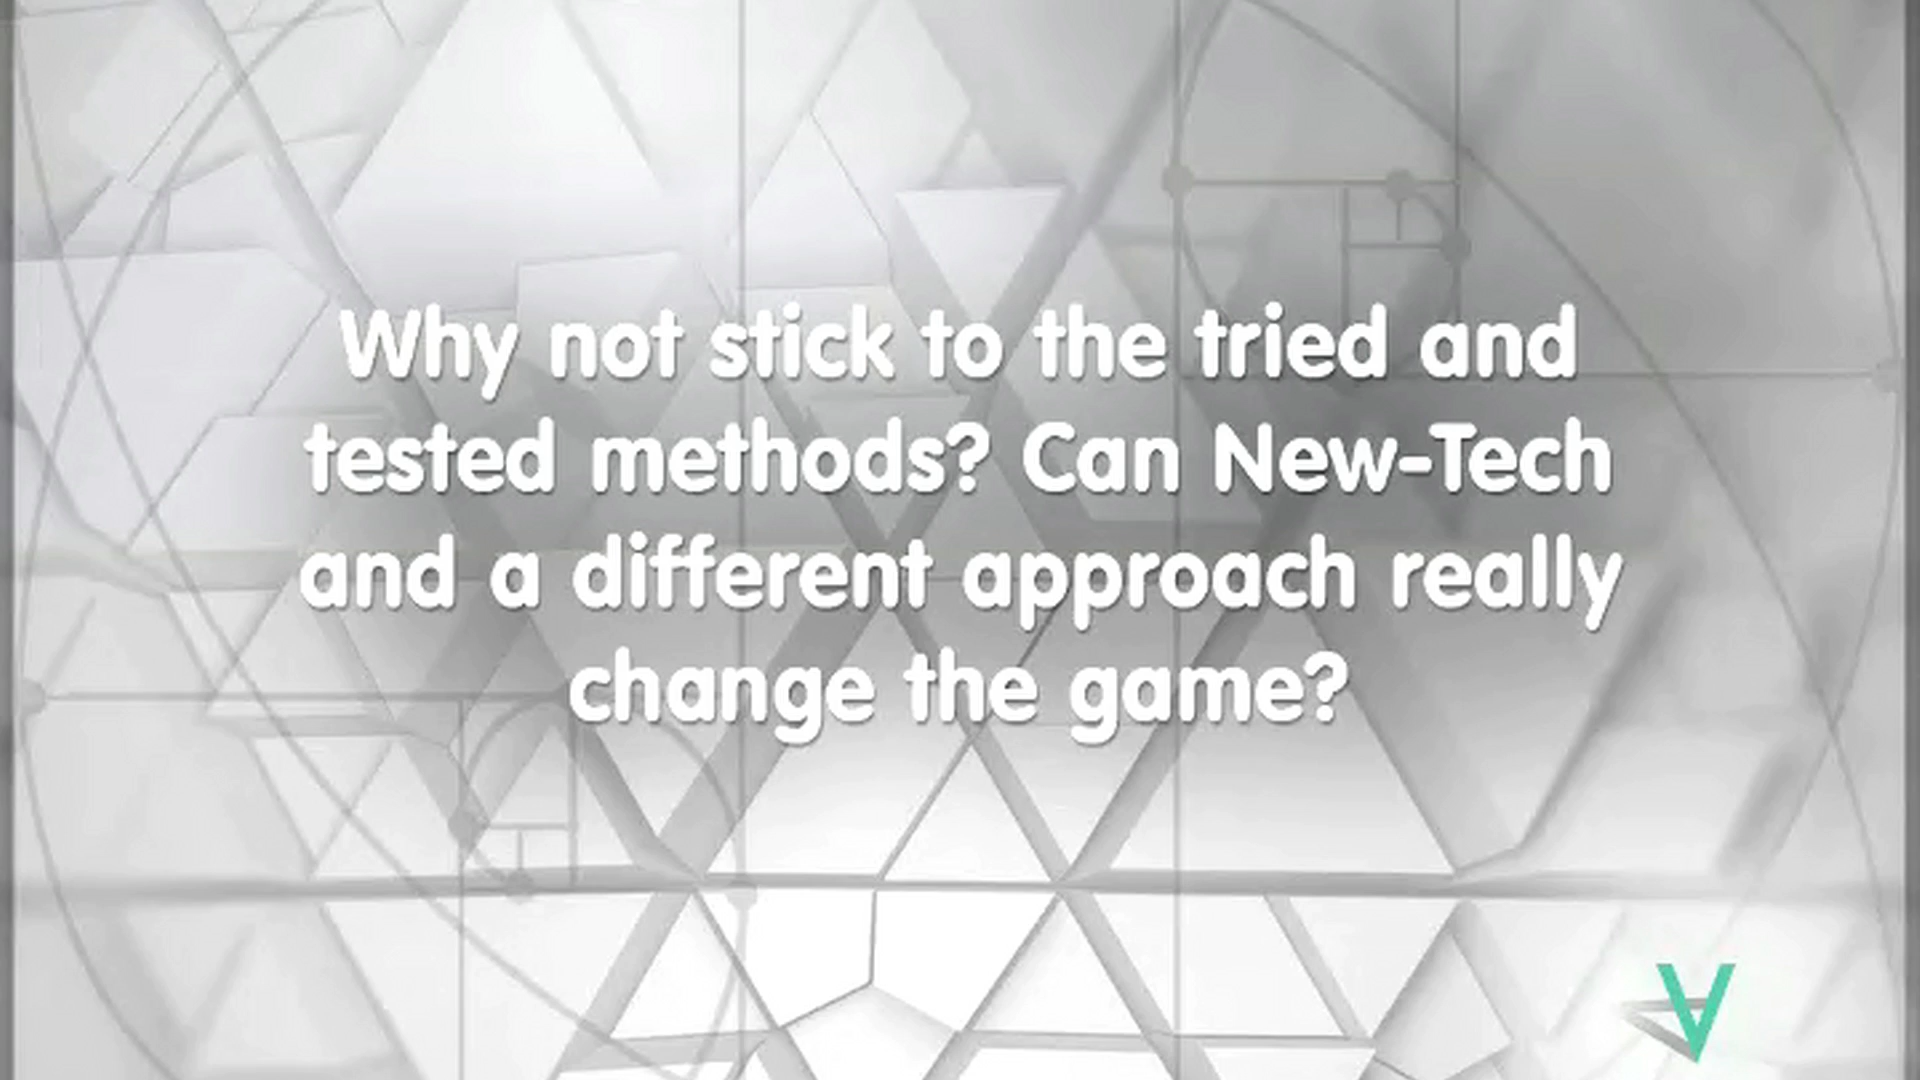 Why not stick to the tried and
tested methods? Can New-Tech
and a different approach really
change the game?